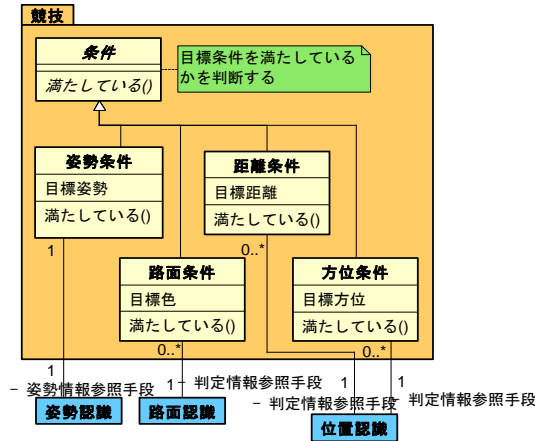 競技
条件
満たしている()
目標条件を満たしている
かを判断する
姿勢条件
目標姿勢
満たしている()
距離条件
目標距離
満たしている()
1
0..*
路面条件
目標色
満たしている()
方位条件
目標方位
満たしている()
0..*
0..*
1
- 姿勢情報参照手段
1
- 判定情報参照手段
1
- 判定情報参照手段
1
- 判定情報参照手段
姿勢認識
路面認識
位置認識